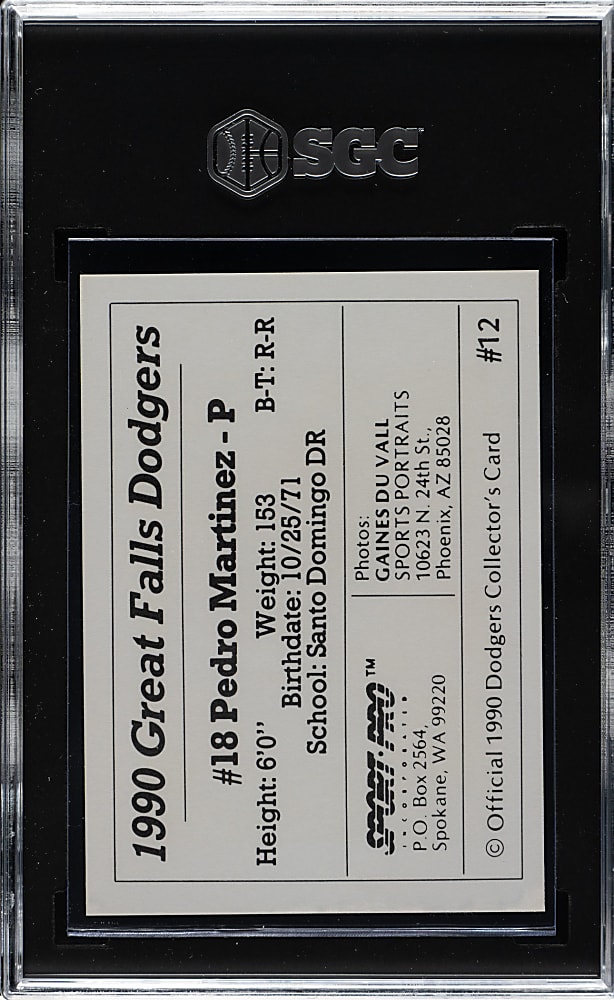 SGC
1990 Great Falls Dodgers
#18 Pedro Martinez - P
Height: 6'0" Weight: 153 B-T: R-R
Birthdate: 10/25/71
School: Santo Domingo DR
SPORT PRO™
INCORPORATED
P.O. Box 2564,
Spokane, WA 99220
Photos:
GAINES DU VALL
SPORTS PORTRAITS
10623 N. 24th St.,
Phoenix, AZ 85028
© Official 1990 Dodgers Collector's Card #12